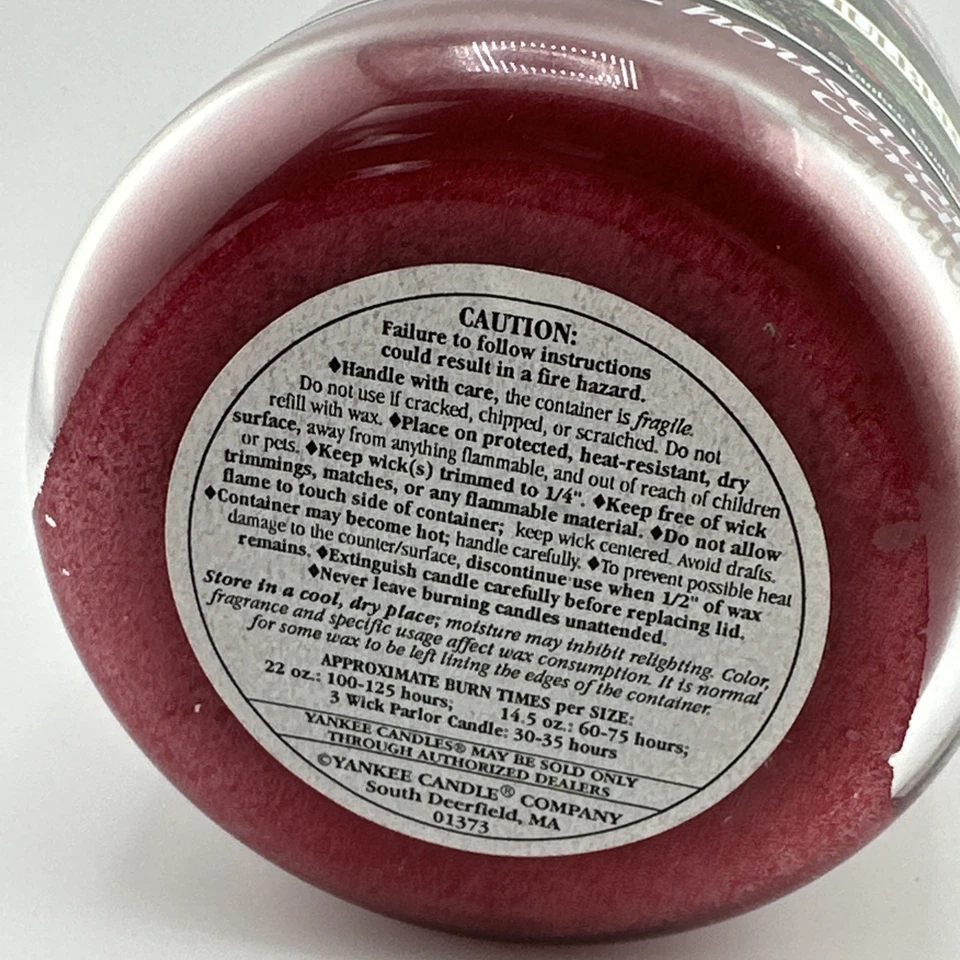 housewa
©Yankee Candl
cand
CAUTION:
Failure to follow instructions
could result in a fire hazard.
♦Handle with care, the container is fragile.
Do not use if cracked, chipped, or scratched. Do not
refill with wax. ♦Place on protected, heat-resistant, dry
surface, away from anything flammable, and out of reach of children
or pets. ♦Keep wick(s) trimmed to 1/4". ♦Keep free of wick
trimmings, matches, or any flammable material. ♦Do not allow
flame to touch side of container; keep wick centered. Avoid drafts.
♦Container may become hot; handle carefully. ♦To prevent possible heat
damage to the counter/surface, discontinue use when 1/2" of wax
remains. ♦Extinguish candle carefully before replacing lid.
♦Never leave burning candles unattended.
Store in a cool, dry place; moisture may inhibit relighting. Color,
fragrance and specific usage affect wax consumption. It is normal
for some wax to be left lining the edges of the container.
APPROXIMATE BURN TIMES per SIZE:
22 oz.: 100-125 hours; 14.5 oz.: 60-75 hours;
3 Wick Parlor Candle: 30-35 hours
YANKEE CANDLES® MAY BE SOLD ONLY
THROUGH AUTHORIZED DEALERS
©YANKEE CANDLE® COMPANY
South Deerfield, MA
01373